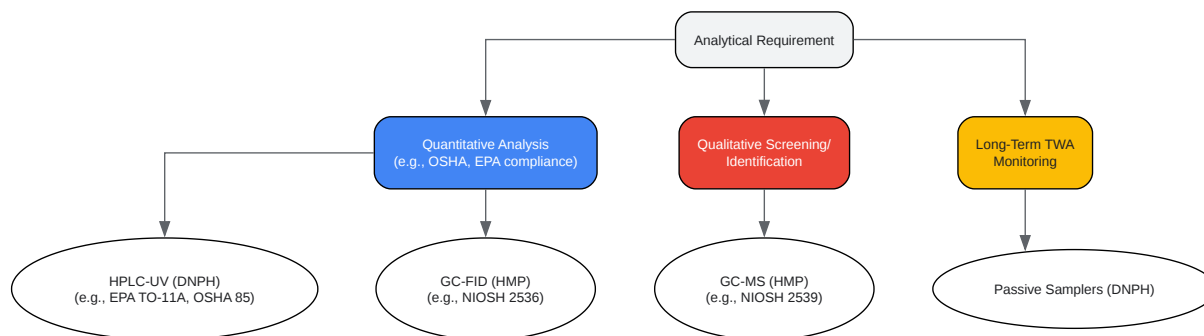 Analytical Requirement
Quantitative Analysis
(e.g., OSHA, EPA compliance)
Qualitative Screening/
Identification
Long-Term TWA
Monitoring
HPLC-UV (DNPH)
(e.g., EPA TO-11A, OSHA 85)
GC-FID (HMP)
(e.g., NIOSH 2536)
GC-MS (HMP)
(e.g., NIOSH 2539)
Passive Samplers (DNPH)